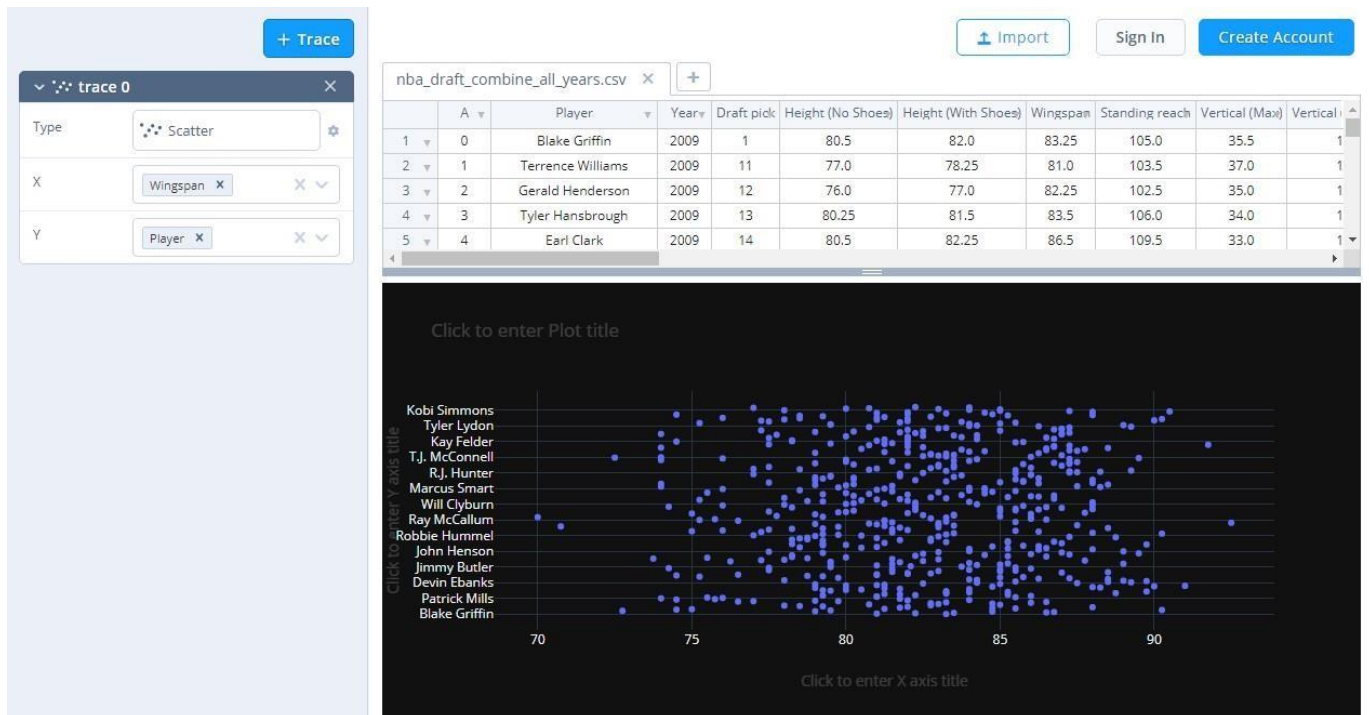 + Trace
Import Sign In Create Account
trace 0
Type Scatter
X Wingspan X
Y Player X
nba_draft_combine_all_years.csv
A Player Year Draft pick Height (No Shoes) Height (With Shoes) Wingspan Standing reach Vertical (Max) Vertical
1 0 Blake Griffin 2009 1 80.5 82.0 83.25 105.0 35.5 1
2 1 Terrence Williams 2009 11 77.0 78.25 81.0 103.5 37.0 1
3 2 Gerald Henderson 2009 12 76.0 77.0 82.25 102.5 35.0 1
4 3 Tyler Hansbrough 2009 13 80.25 81.5 83.5 106.0 34.0 1
5 4 Earl Clark 2009 14 80.5 82.25 86.5 109.5 33.0 1
Click to enter Plot title
Click to enter Y axis title
Kobi Simmons
Tyler Lydon
Kay Felder
T.J. McConnell
R.J. Hunter
Marcus Smart
Will Clyburn
Ray McCallum
Robbie Hummel
John Henson
Jimmy Butler
Devin Ebanks
Patrick Mills
Blake Griffin
70 75 80 85 90
Click to enter X axis title